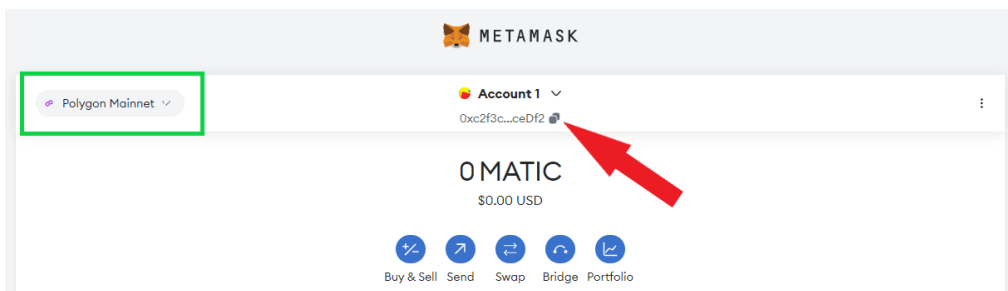 METAMASK
Polygon Mainnet
Account 1
0xc2f3c...ceDf2
0 MATIC
$0.00 USD
Buy & Sell Send Swap Bridge Portfolio